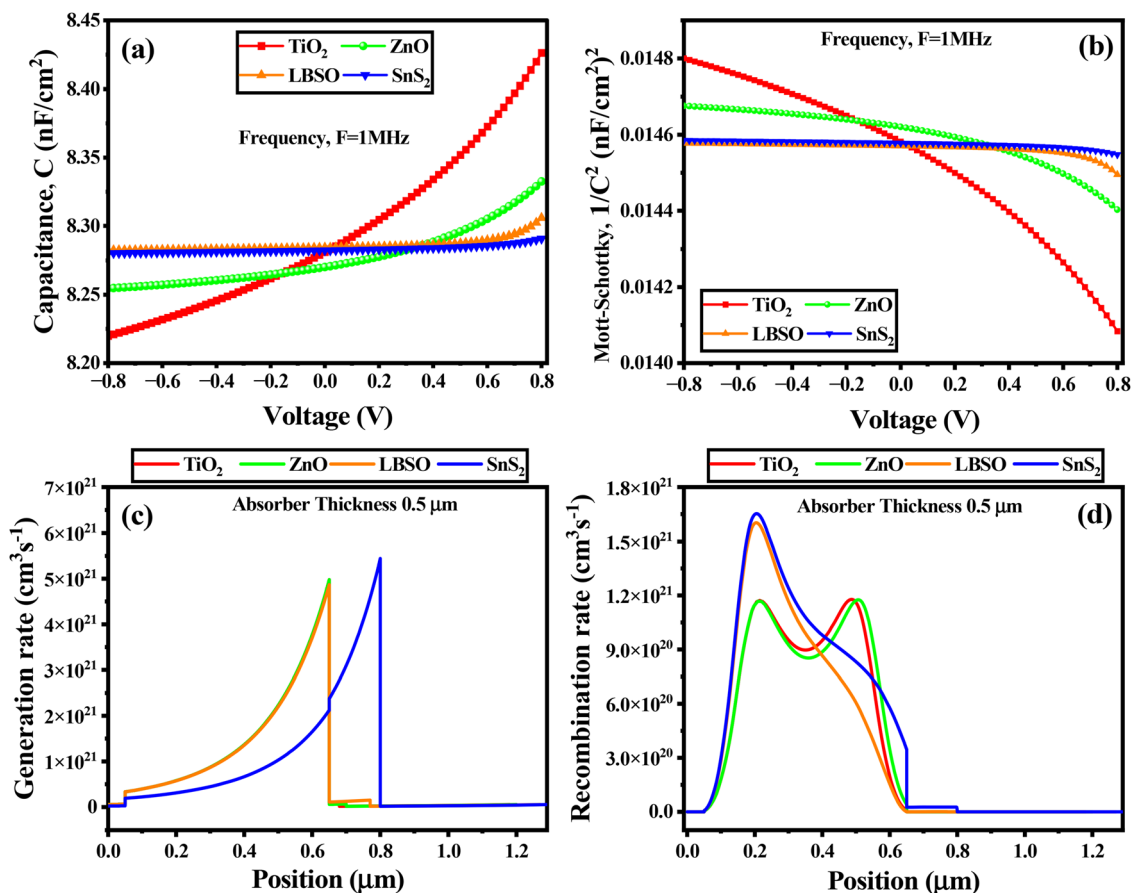 (a)
TiO₂ ZnO
LBSO SnS₂
Frequency, F=1MHz
Capacitance, C (nF/cm²)
8.45
8.40
8.35
8.30
8.25
8.20
−0.8 −0.6 −0.4 −0.2 0.0 0.2 0.4 0.6 0.8
Voltage (V)
Frequency, F=1MHz
(b)
Mott-Schottky, 1/C² (nF/cm²)²
0.0148
0.0146
0.0144
0.0142
0.0140
TiO₂ ZnO
LBSO SnS₂
−0.8 −0.6 −0.4 −0.2 0.0 0.2 0.4 0.6 0.8
Voltage (V)
TiO₂ ZnO LBSO SnS₂
Absorber Thickness 0.5 μm
(c)
Generation rate (cm³s⁻¹)
7×10²¹
6×10²¹
5×10²¹
4×10²¹
3×10²¹
2×10²¹
1×10²¹
0
0.0 0.2 0.4 0.6 0.8 1.0 1.2
Position (μm)
TiO₂ ZnO LBSO SnS₂
Absorber Thickness 0.5 μm
(d)
Recombination rate (cm³s⁻¹)
1.8×10²¹
1.5×10²¹
1.2×10²¹
9.0×10²⁰
6.0×10²⁰
3.0×10²⁰
0.0
0.0 0.2 0.4 0.6 0.8 1.0 1.2
Position (μm)